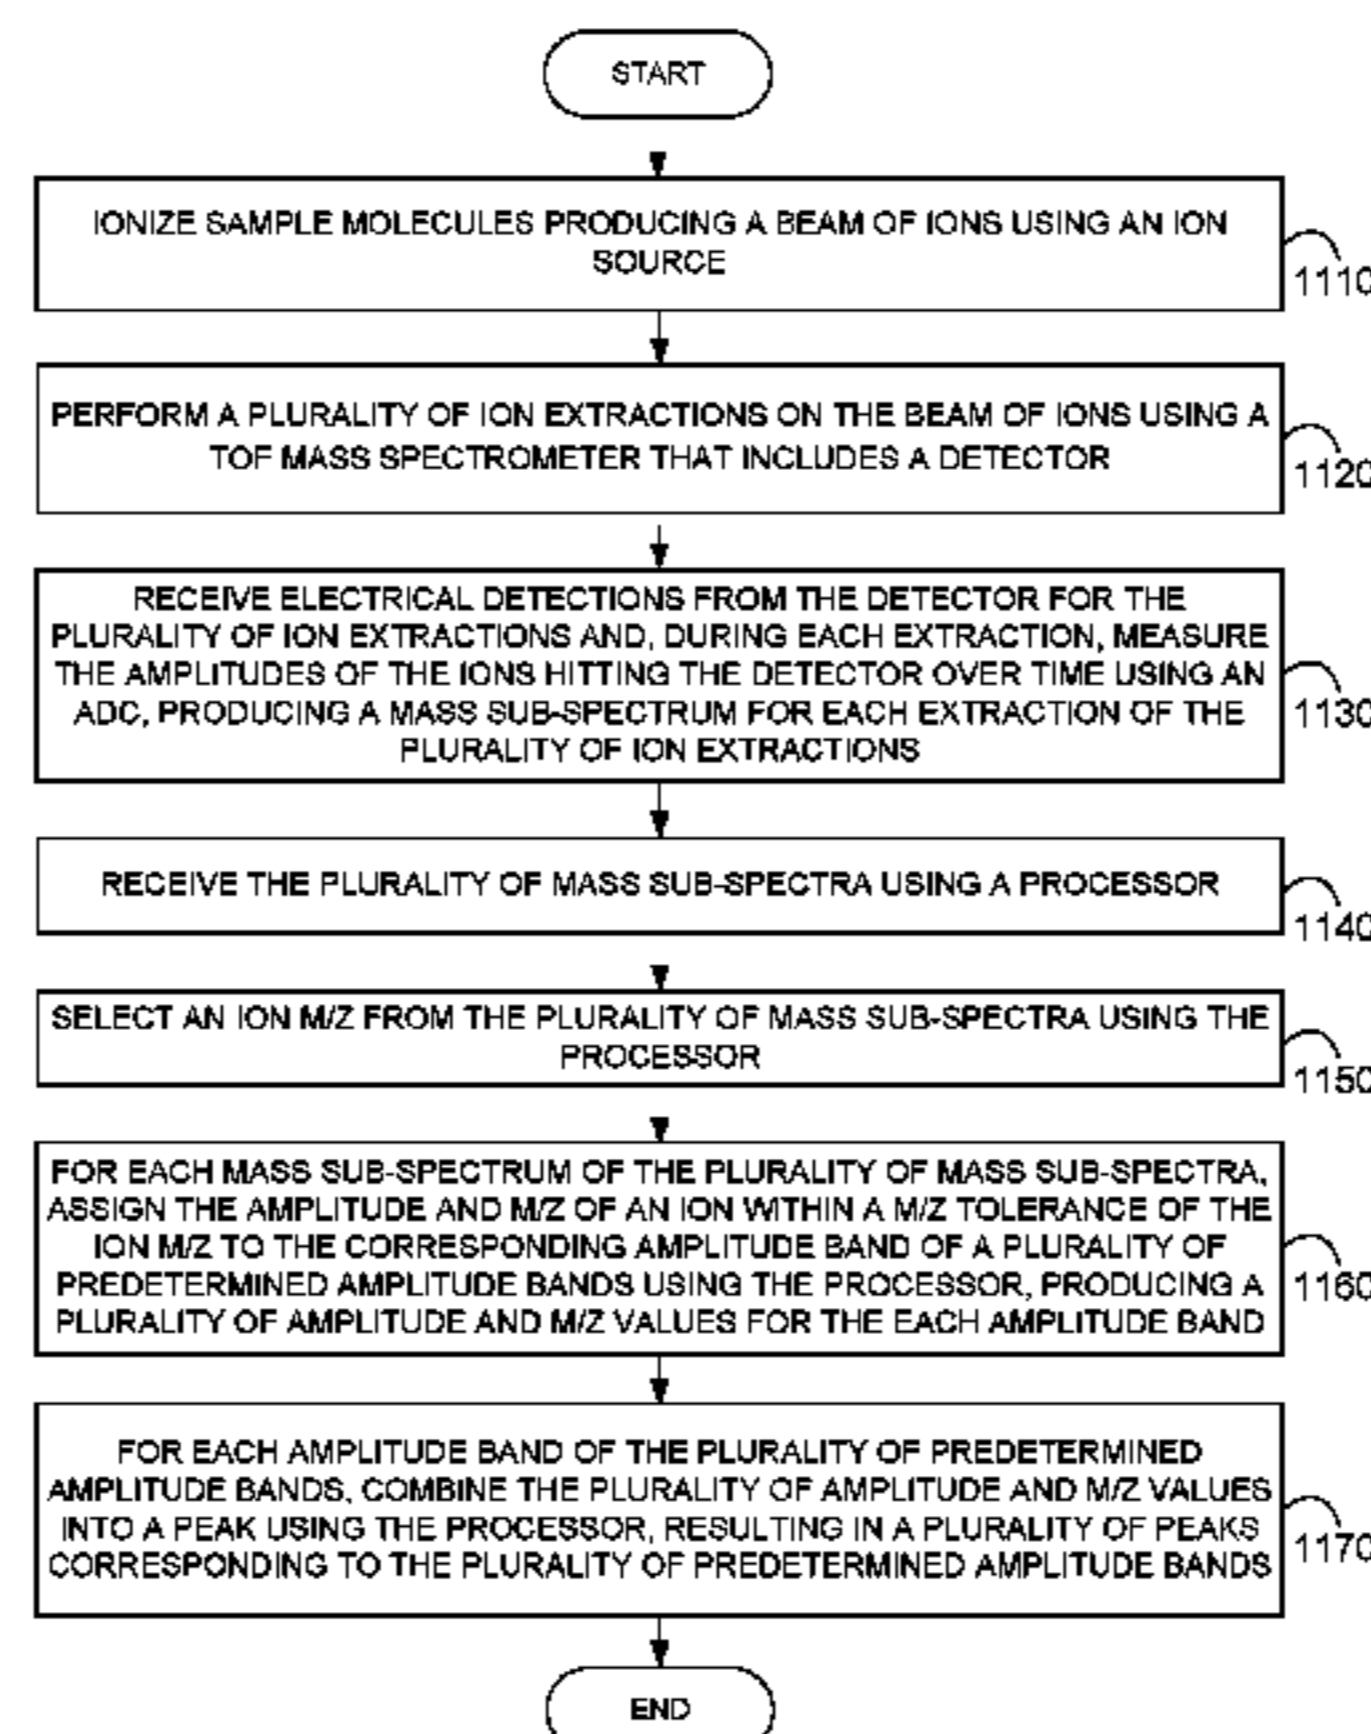 START
IONIZE SAMPLE MOLECULES PRODUCING A BEAM OF IONS USING AN ION
SOURCE
1110
PERFORM A PLURALITY OF ION EXTRACTIONS ON THE BEAM OF IONS USING A
TOF MASS SPECTROMETER THAT INCLUDES A DETECTOR
1120
RECEIVE ELECTRICAL DETECTIONS FROM THE DETECTOR FOR THE
PLURALITY OF ION EXTRACTIONS AND, DURING EACH EXTRACTION, MEASURE
THE AMPLITUDES OF THE IONS HITTING THE DETECTOR OVER TIME USING AN
ADC, PRODUCING A MASS SUB-SPECTRUM FOR EACH EXTRACTION OF THE
PLURALITY OF ION EXTRACTIONS
1130
RECEIVE THE PLURALITY OF MASS SUB-SPECTRA USING A PROCESSOR
1140
SELECT AN ION M/Z FROM THE PLURALITY OF MASS SUB-SPECTRA USING THE
PROCESSOR
1150
FOR EACH MASS SUB-SPECTRUM OF THE PLURALITY OF MASS SUB-SPECTRA,
ASSIGN THE AMPLITUDE AND M/Z OF AN ION WITHIN A M/Z TOLERANCE OF THE
ION M/Z TO THE CORRESPONDING AMPLITUDE BAND OF A PLURALITY OF
PREDETERMINED AMPLITUDE BANDS USING THE PROCESSOR, PRODUCING A
PLURALITY OF AMPLITUDE AND M/Z VALUES FOR THE EACH AMPLITUDE BAND
1160
FOR EACH AMPLITUDE BAND OF THE PLURALITY OF PREDETERMINED
AMPLITUDE BANDS, COMBINE THE PLURALITY OF AMPLITUDE AND M/Z VALUES
INTO A PEAK USING THE PROCESSOR, RESULTING IN A PLURALITY OF PEAKS
CORRESPONDING TO THE PLURALITY OF PREDETERMINED AMPLITUDE BANDS
1170
END